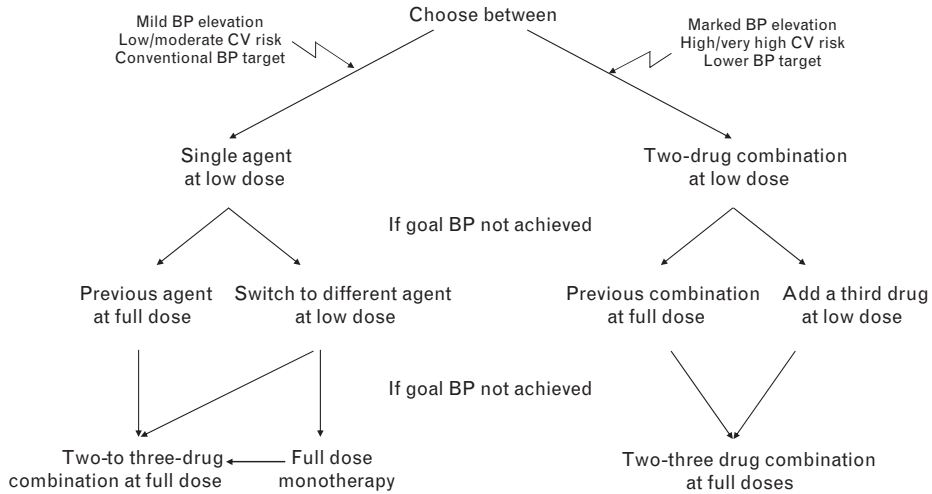 Choose between
Mild BP elevation
Low/moderate CV risk
Conventional BP target
Marked BP elevation
High/very high CV risk
Lower BP target
Single agent
at low dose
Two-drug combination
at low dose
If goal BP not achieved
Previous agent
at full dose
Switch to different agent
at low dose
Previous combination
at full dose
Add a third drug
at low dose
If goal BP not achieved
Two-to three-drug
combination at full dose
Full dose
monotherapy
Two-three drug combination
at full doses